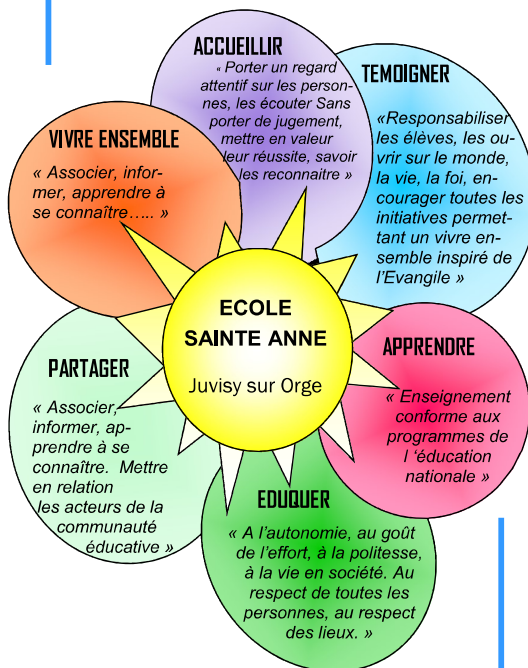 ACCUEILLIR
« Porter un regard
attentif sur les person-
nes, les écouter Sans
porter de jugement,
mettre en valeur
leur réussite, savoir
les reconnaitre »
TEMOIGNER
«Responsabiliser
les élèves, les ou-
vrir sur le monde,
la vie, la foi, en-
courager toutes les
initiatives permet-
tant un vivre en-
semble inspiré de
l’Evangile »
VIVRE ENSEMBLE
« Associer, infor-
mer, apprendre à
se connaître….. »
ECOLE
SAINTE ANNE
Juvisy sur Orge
APPRENDRE
« Enseignement
conforme aux
programmes de
l ‘éducation
nationale »
PARTAGER
« Associer,
informer, ap-
prendre à se
connaître.  Mettre
en relation
les acteurs de la
communauté
éducative »
EDUQUER
« A l’autonomie, au goût
de l’effort, à la politesse,
à la vie en société. Au
respect de toutes les
personnes, au respect
des lieux. »